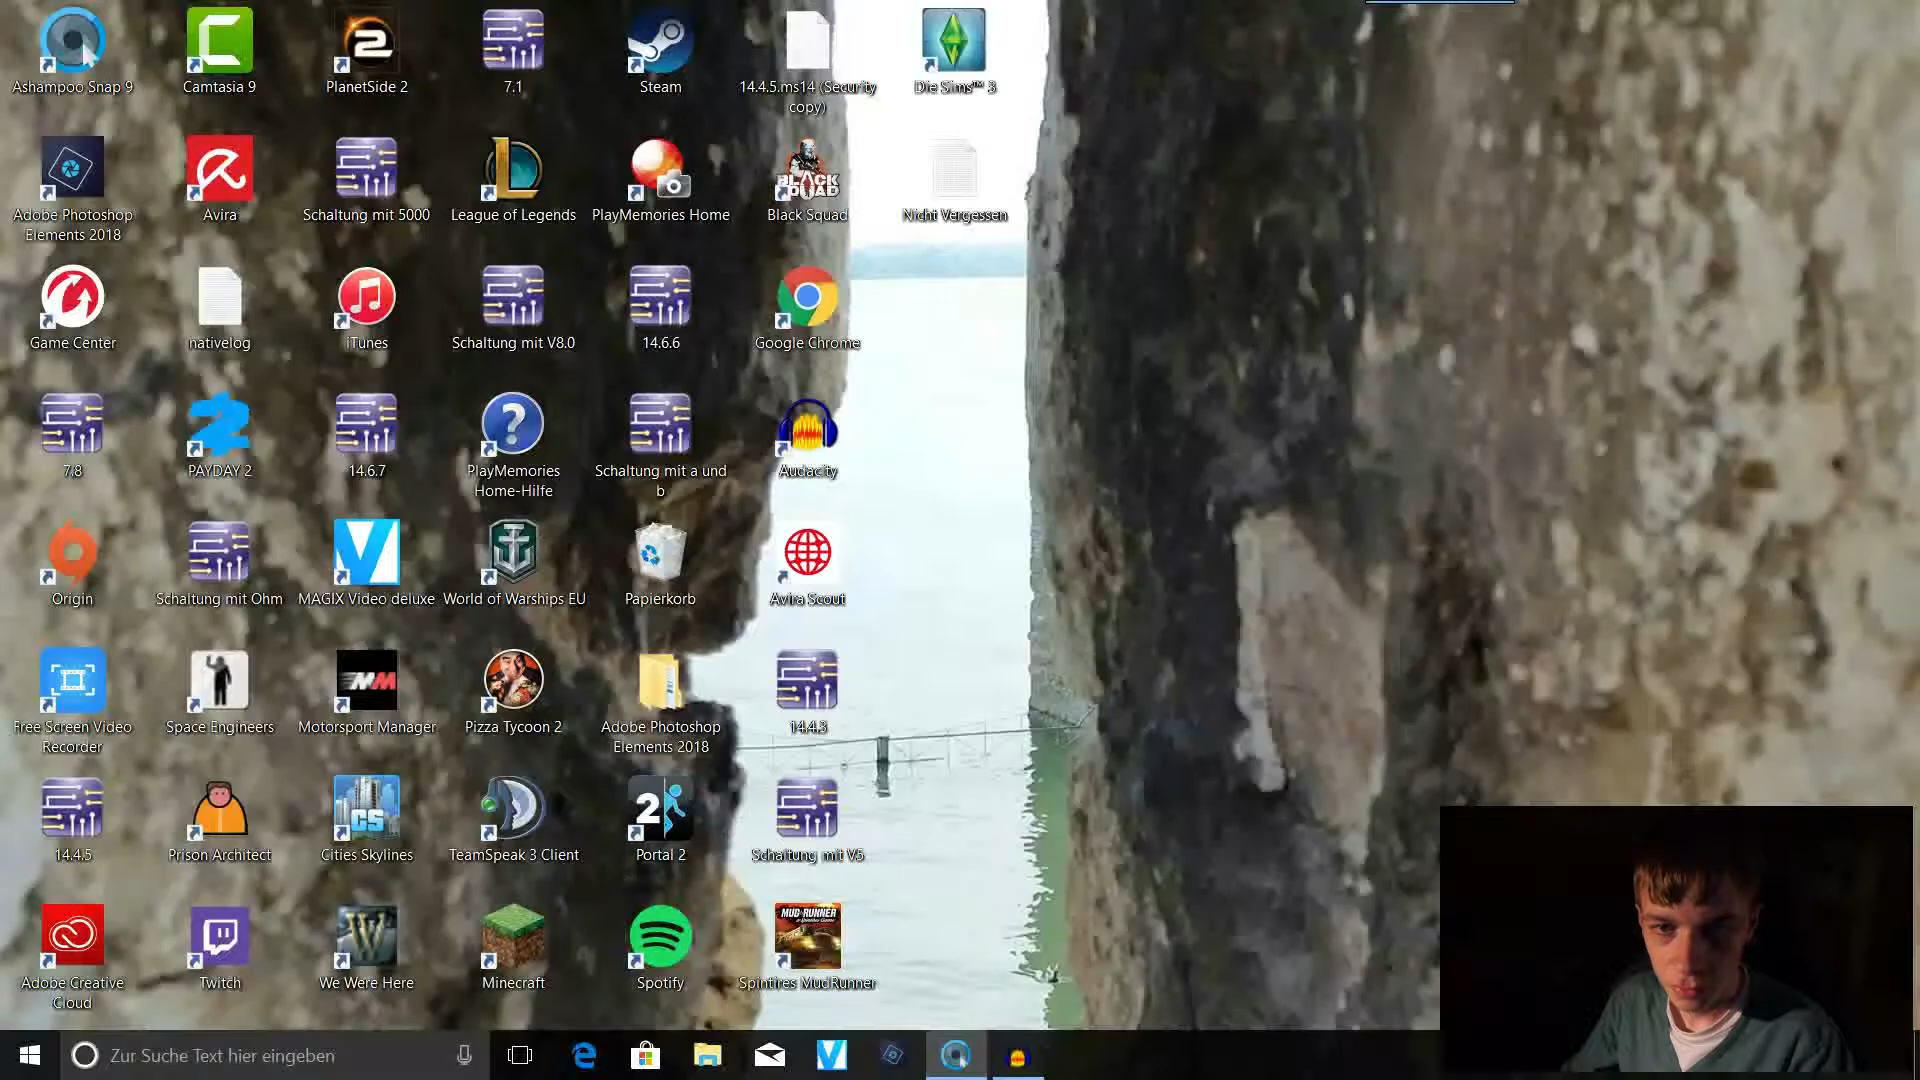 Ashampoo Snap 9
Camtasia 9
PlanetSide 2
7.1
Steam
14.4.5.ms14 (Security
copy)
Die Sims™ 3
Adobe Photoshop
Elements 2018
Avira
Schaltung mit 5000
League of Legends
PlayMemories Home
BLACK
SQUAD
Black Squad
Nicht Vergessen
Game Center
nativelog
iTunes
Schaltung mit V8.0
14.6.6
Google Chrome
7.8
PAYDAY 2
14.6.7
PlayMemories
Home-Hilfe
Schaltung mit a und
b
Audacity
Origin
Schaltung mit Ohm
MAGIX Video deluxe
World of Warships EU
Papierkorb
Avira Scout
Free Screen Video
Recorder
Space Engineers
MM
Motorsport Manager
Pizza Tycoon 2
Adobe Photoshop
Elements 2018
14.4.3
14.4.5
Prison Architect
CS
Cities Skylines
TeamSpeak 3 Client
2
Portal 2
Schaltung mit V5
Adobe Creative
Cloud
Twitch
W
We Were Here
Minecraft
Spotify
MUDRUNNER
Spintires MudRunner
Zur Suche Text hier eingeben